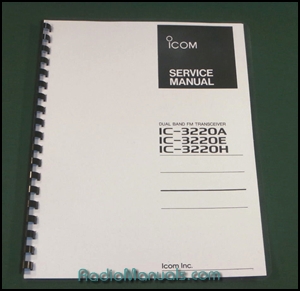 ICOM
SERVICE
MANUAL
DUAL BAND FM TRANSCEIVER
IC-3220A
IC-3220E
IC-3220H
Icom Inc.
RadioManuals.com